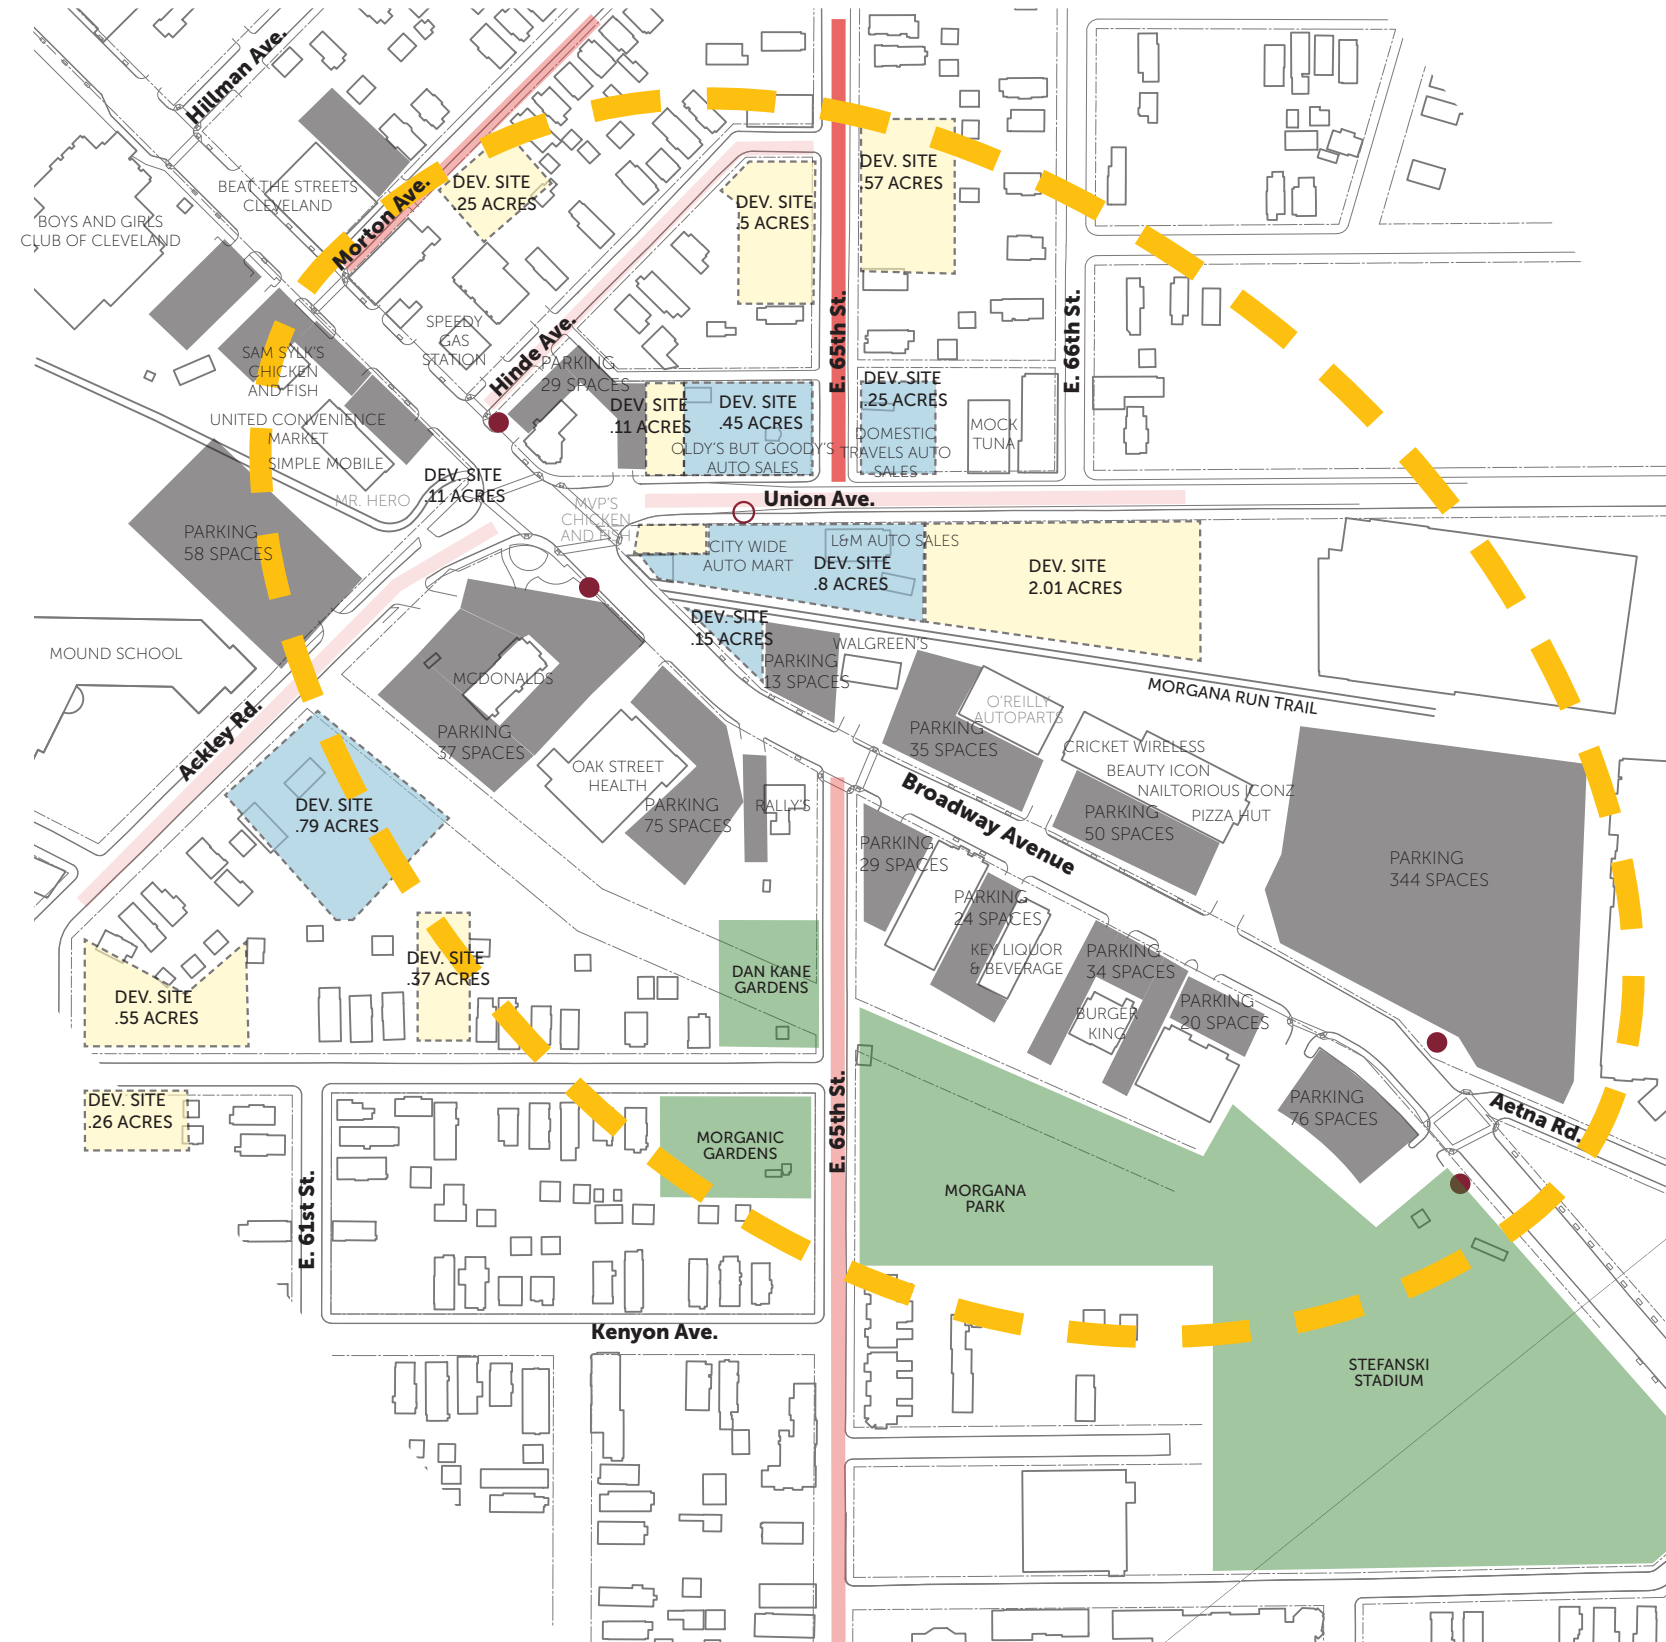 Hillman Ave.
BEAT THE STREETS
CLEVELAND
BOYS AND GIRLS
CLUB OF CLEVELAND
Morton Ave.
DEV. SITE
.25 ACRES
DEV. SITE
.5 ACRES
DEV. SITE
.57 ACRES
E. 65th St.
E. 66th St.
SPEEDY
GAS
STATION
Hinde Ave.
PARKING
29 SPACES
SAM SYLK'S
CHICKEN
AND FISH
UNITED CONVENIENCE
MARKET
SIMPLE MOBILE
MR. HERO
DEV. SITE
.11 ACRES
DEV. SITE
.11 ACRES
DEV. SITE
.45 ACRES
OLDY'S BUT GOODY'S
AUTO SALES
DEV. SITE
.25 ACRES
DOMESTIC
TRAVELS AUTO
SALES
MOCK
TUNA
Union Ave.
MVP'S
CHICKEN
AND FISH
PARKING
58 SPACES
CITY WIDE
AUTO MART
L&M AUTO SALES
DEV. SITE
.8 ACRES
DEV. SITE
2.01 ACRES
DEV. SITE
.15 ACRES
WALGREEN'S
PARKING
13 SPACES
MORGANA RUN TRAIL
MOUND SCHOOL
MCDONALDS
PARKING
37 SPACES
O'REILLY
AUTOPARTS
PARKING
35 SPACES
CRICKET WIRELESS
BEAUTY ICON
NAILTORIOUS ICONZ
PIZZA HUT
PARKING
50 SPACES
Ackley Rd.
OAK STREET
HEALTH
PARKING
75 SPACES
RALLY'S
Broadway Avenue
DEV. SITE
.79 ACRES
PARKING
29 SPACES
PARKING
344 SPACES
PARKING
24 SPACES
KEY LIQUOR
& BEVERAGE
PARKING
34 SPACES
BURGER
KING
PARKING
20 SPACES
DEV. SITE
.37 ACRES
DAN KANE
GARDENS
DEV. SITE
.55 ACRES
DEV. SITE
.26 ACRES
PARKING
76 SPACES
Aetna Rd.
MORGANIC
GARDENS
E. 65th St.
E. 61st St.
MORGANA
PARK
Kenyon Ave.
STEFANSKI
STADIUM